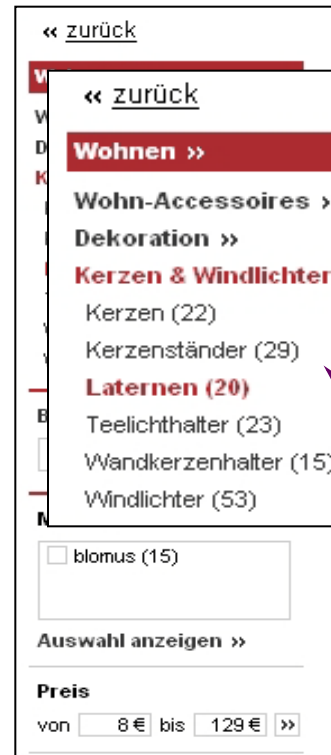 « zurück
« zurück
Wohnen »
Wohn-Accessoires
Dekoration »
Kerzen & Windlichter
Kerzen (22)
Kerzenständer (29)
Laternen (20)
Teelichthalter (23)
Wandkerzenhalter (15)
Windlichter (53)
blomus (15)
Auswahl anzeigen »
Preis
von 8 € bis 129 € »